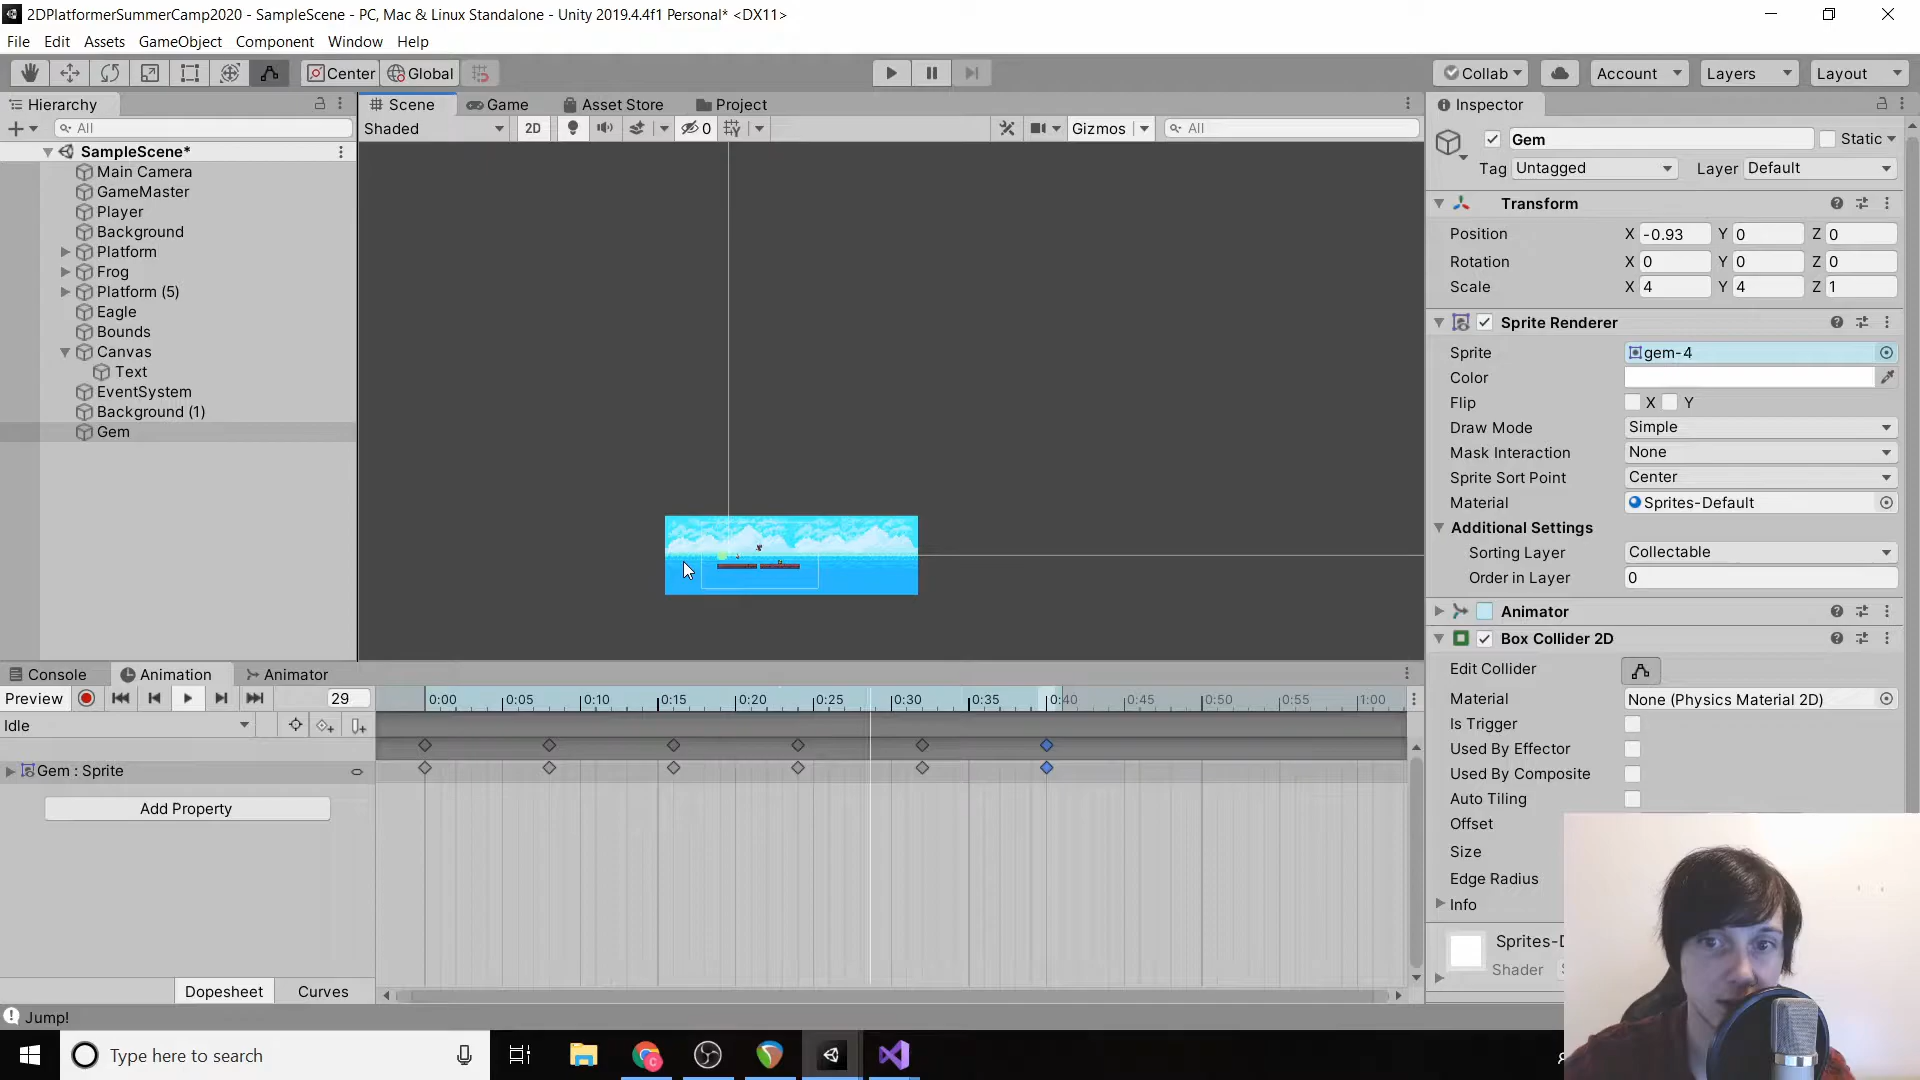 2DPlatformerSummerCamp2020 - SampleScene - PC, Mac & Linux Standalone - Unity 2019.4.4f1 Personal* <DX11>
File Edit Assets GameObject Component Window Help
Center Global Collab Account Layers Layout
Hierarchy
All
SampleScene*
Main Camera
GameMaster
Player
Background
Platform
Frog
Platform (5)
Eagle
Bounds
Canvas
Text
EventSystem
Background (1)
Gem
Scene Game Asset Store Project
Shaded 2D 0 Gizmos All
Inspector
Gem Static
Tag Untagged Layer Default
Transform
Position X -0.93 Y 0 Z 0
Rotation X 0 Y 0 Z 0
Scale X 4 Y 4 Z 1
Sprite Renderer
Sprite gem-4
Color
Flip X Y
Draw Mode Simple
Mask Interaction None
Sprite Sort Point Center
Material Sprites-Default
Additional Settings
Sorting Layer Collectable
Order in Layer 0
Animator
Box Collider 2D
Edit Collider
Material None (Physics Material 2D)
Is Trigger
Used By Effector
Used By Composite
Auto Tiling
Offset
Size
Edge Radius
Info
Sprites-D
Shader
Console Animation Animator
Preview 29 0:00 0:05 0:10 0:15 0:20 0:25 0:30 0:35 0:40 0:45 0:50 0:55 1:00
Idle
Gem : Sprite
Add Property
Dopesheet Curves
Jump!
Type here to search